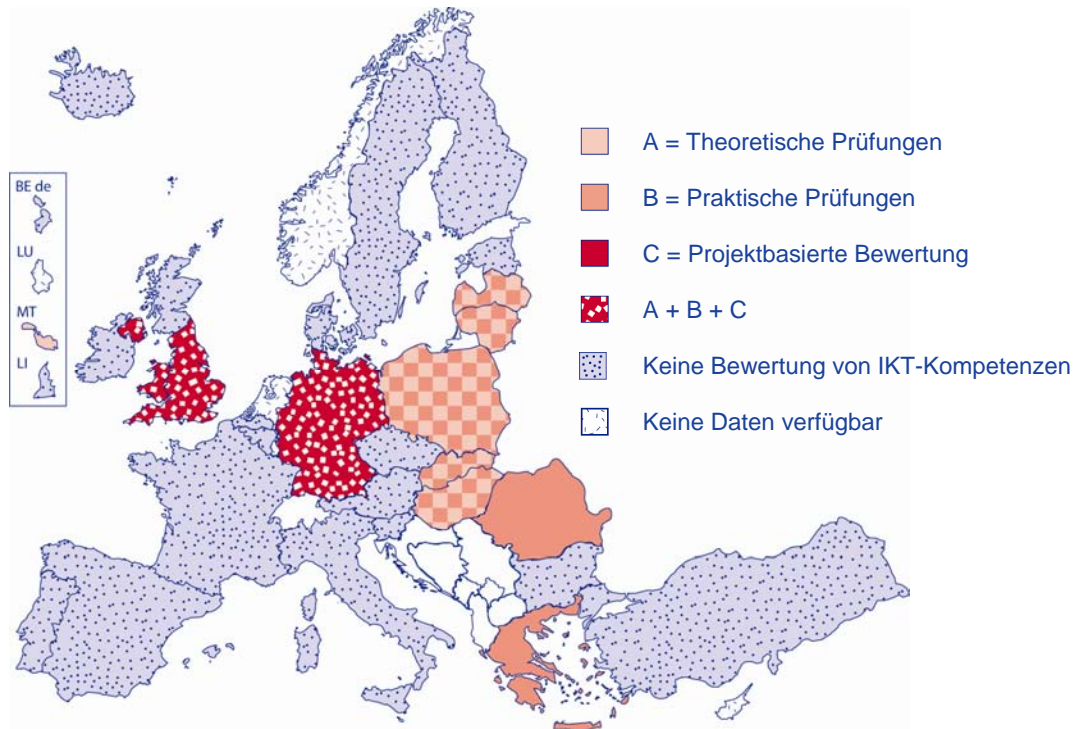 BE de
LU
MT
LI
A = Theoretische Prüfungen
B = Praktische Prüfungen
C = Projektbasierte Bewertung
A + B + C
Keine Bewertung von IKT-Kompetenzen
Keine Daten verfügbar